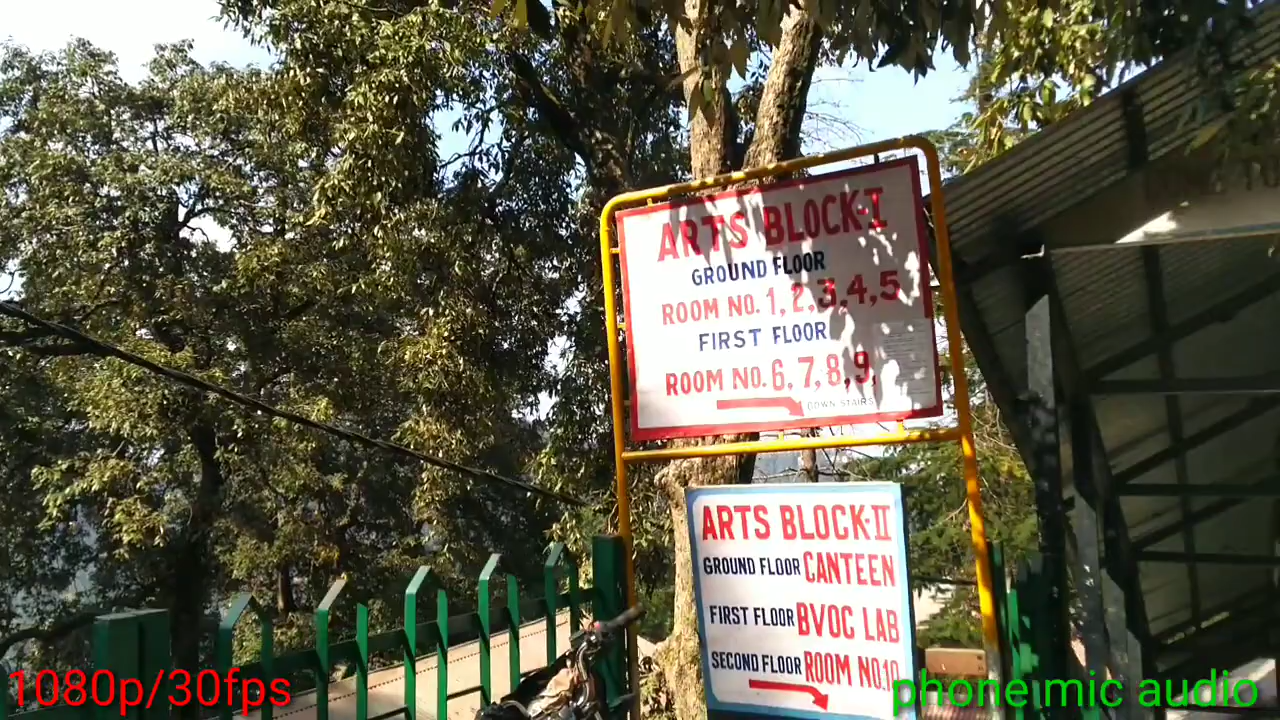 ARTS BLOCK-I
GROUND FLOOR
ROOM NO. 1, 2, 3, 4, 5
FIRST FLOOR
ROOM NO. 6, 7, 8, 9,
DOWN STAIRS
ARTS BLOCK-II
GROUND FLOOR CANTEEN
FIRST FLOOR BVOC LAB
SECOND FLOOR ROOM NO.10
1080p/30fps
phone mic audio